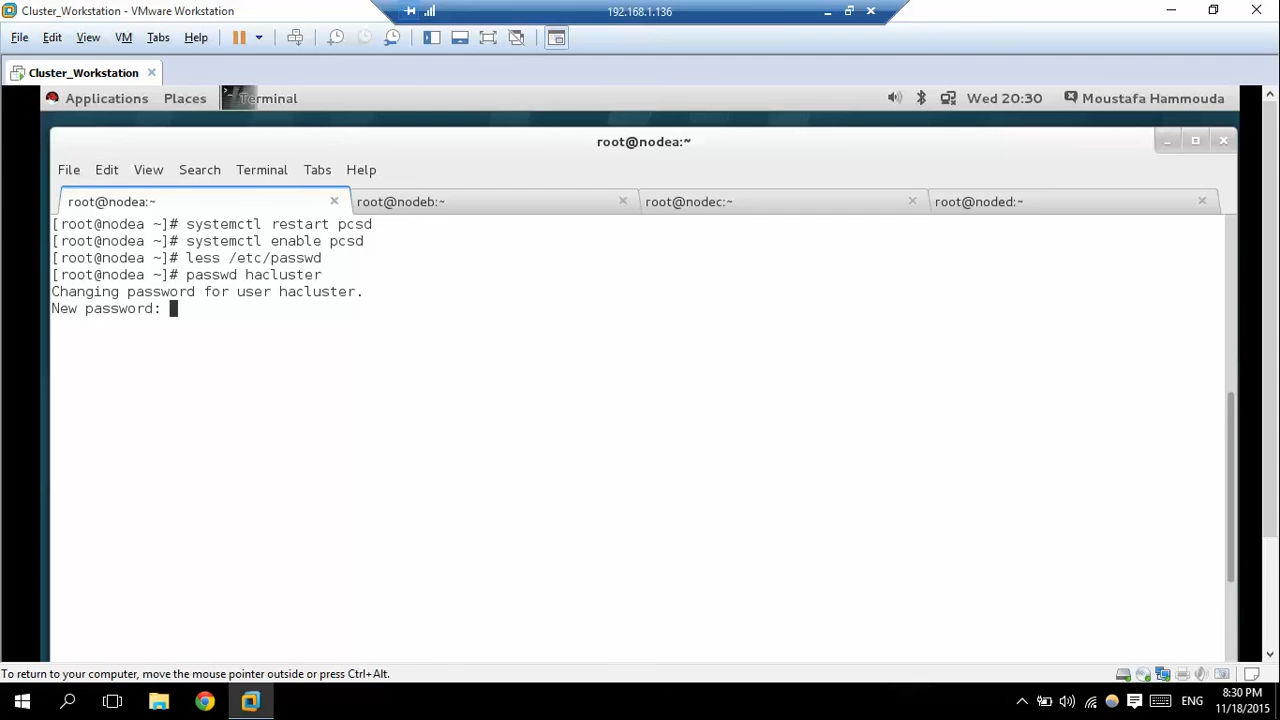 Cluster_Workstation - VMware Workstation
192.168.1.136
File Edit View VM Tabs Help
Cluster_Workstation
Applications Places Terminal Wed 20:30 Moustafa Hammouda
root@nodea:~
File Edit View Search Terminal Tabs Help
root@nodea:~ root@nodeb:~ root@nodec:~ root@noded:~
[root@nodea ~]# systemctl restart pcsd
[root@nodea ~]# systemctl enable pcsd
[root@nodea ~]# less /etc/passwd
[root@nodea ~]# passwd hacluster
Changing password for user hacluster.
New password:
To return to your computer, move the mouse pointer outside or press Ctrl+Alt.
ENG
8:30 PM
11/18/2015